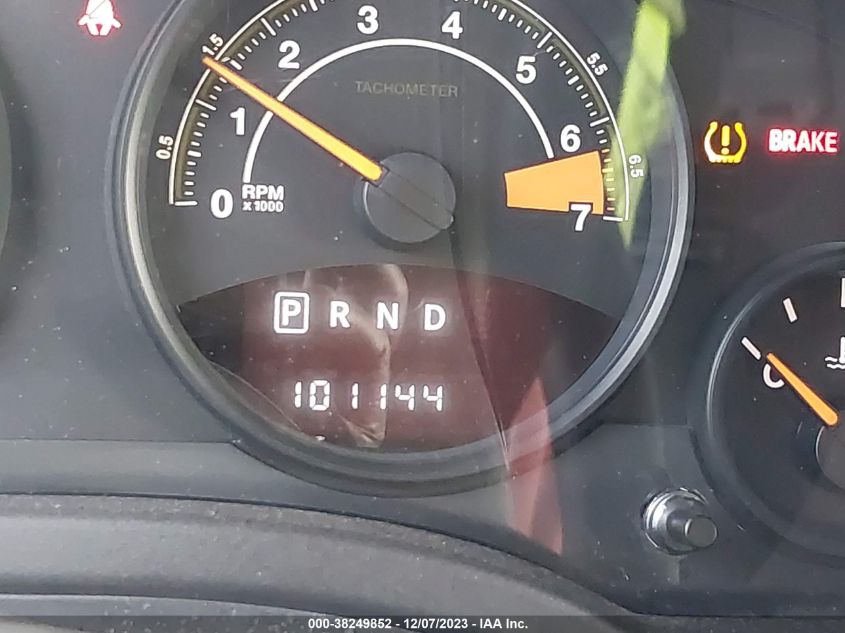 0
0.5
1
1.5
2
3
4
5
5.5
6
6.5
7
TACHOMETER
RPM
x 1000
BRAKE
P R N D
101144
C
000-38249852 - 12/07/2023 - IAA Inc.